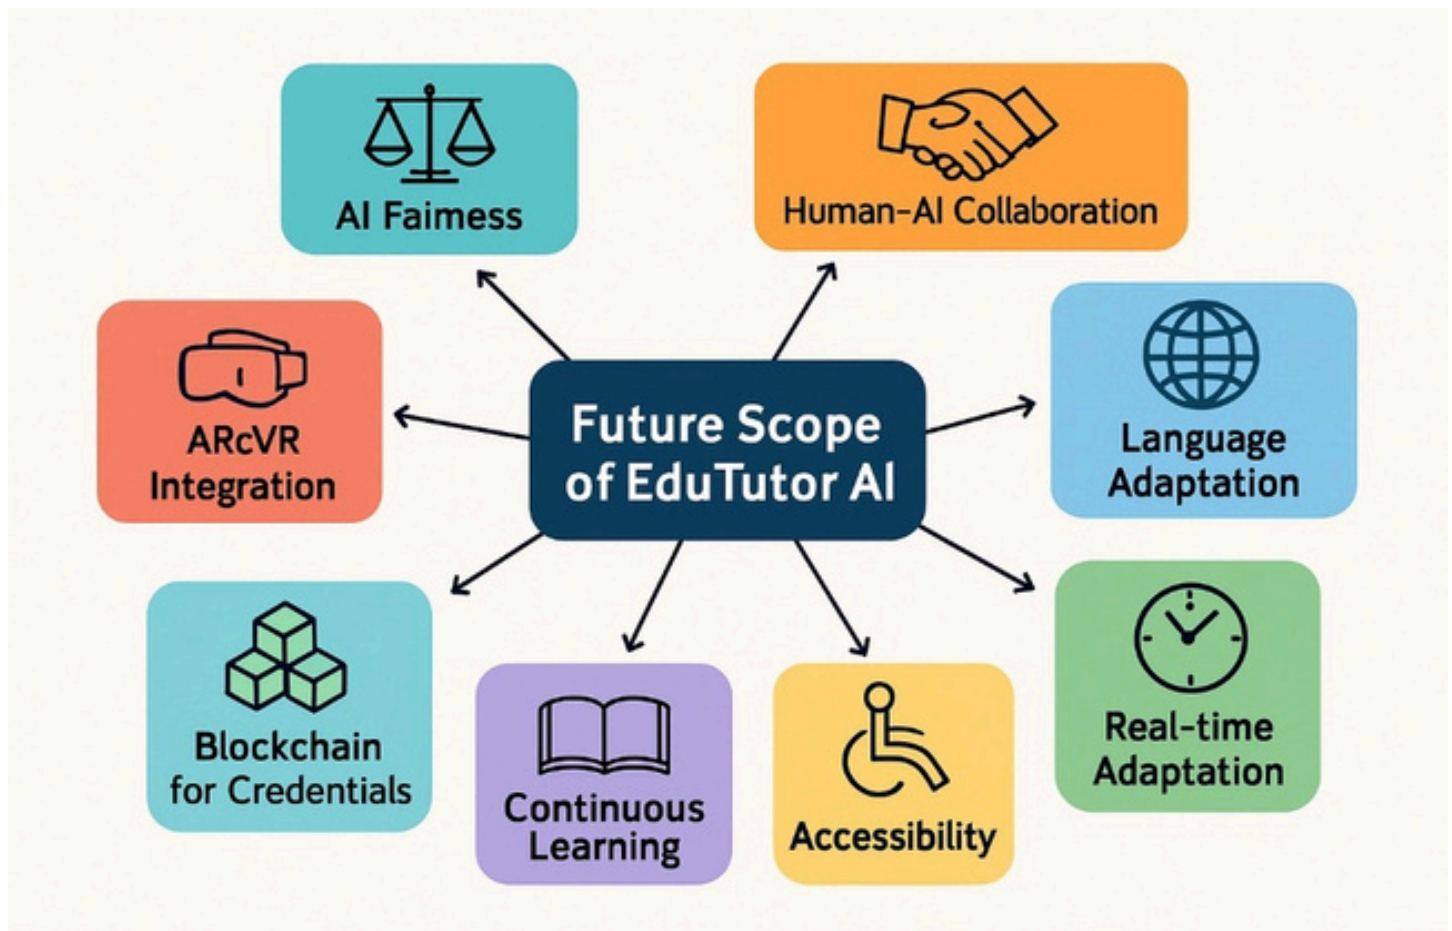 AI Faimess
Human-AI Collaboration
ARcVR
Integration
Future Scope
of EduTutor AI
Language
Adaptation
Blockchain
for Credentials
Continuous
Learning
Accessibility
Real-time
Adaptation